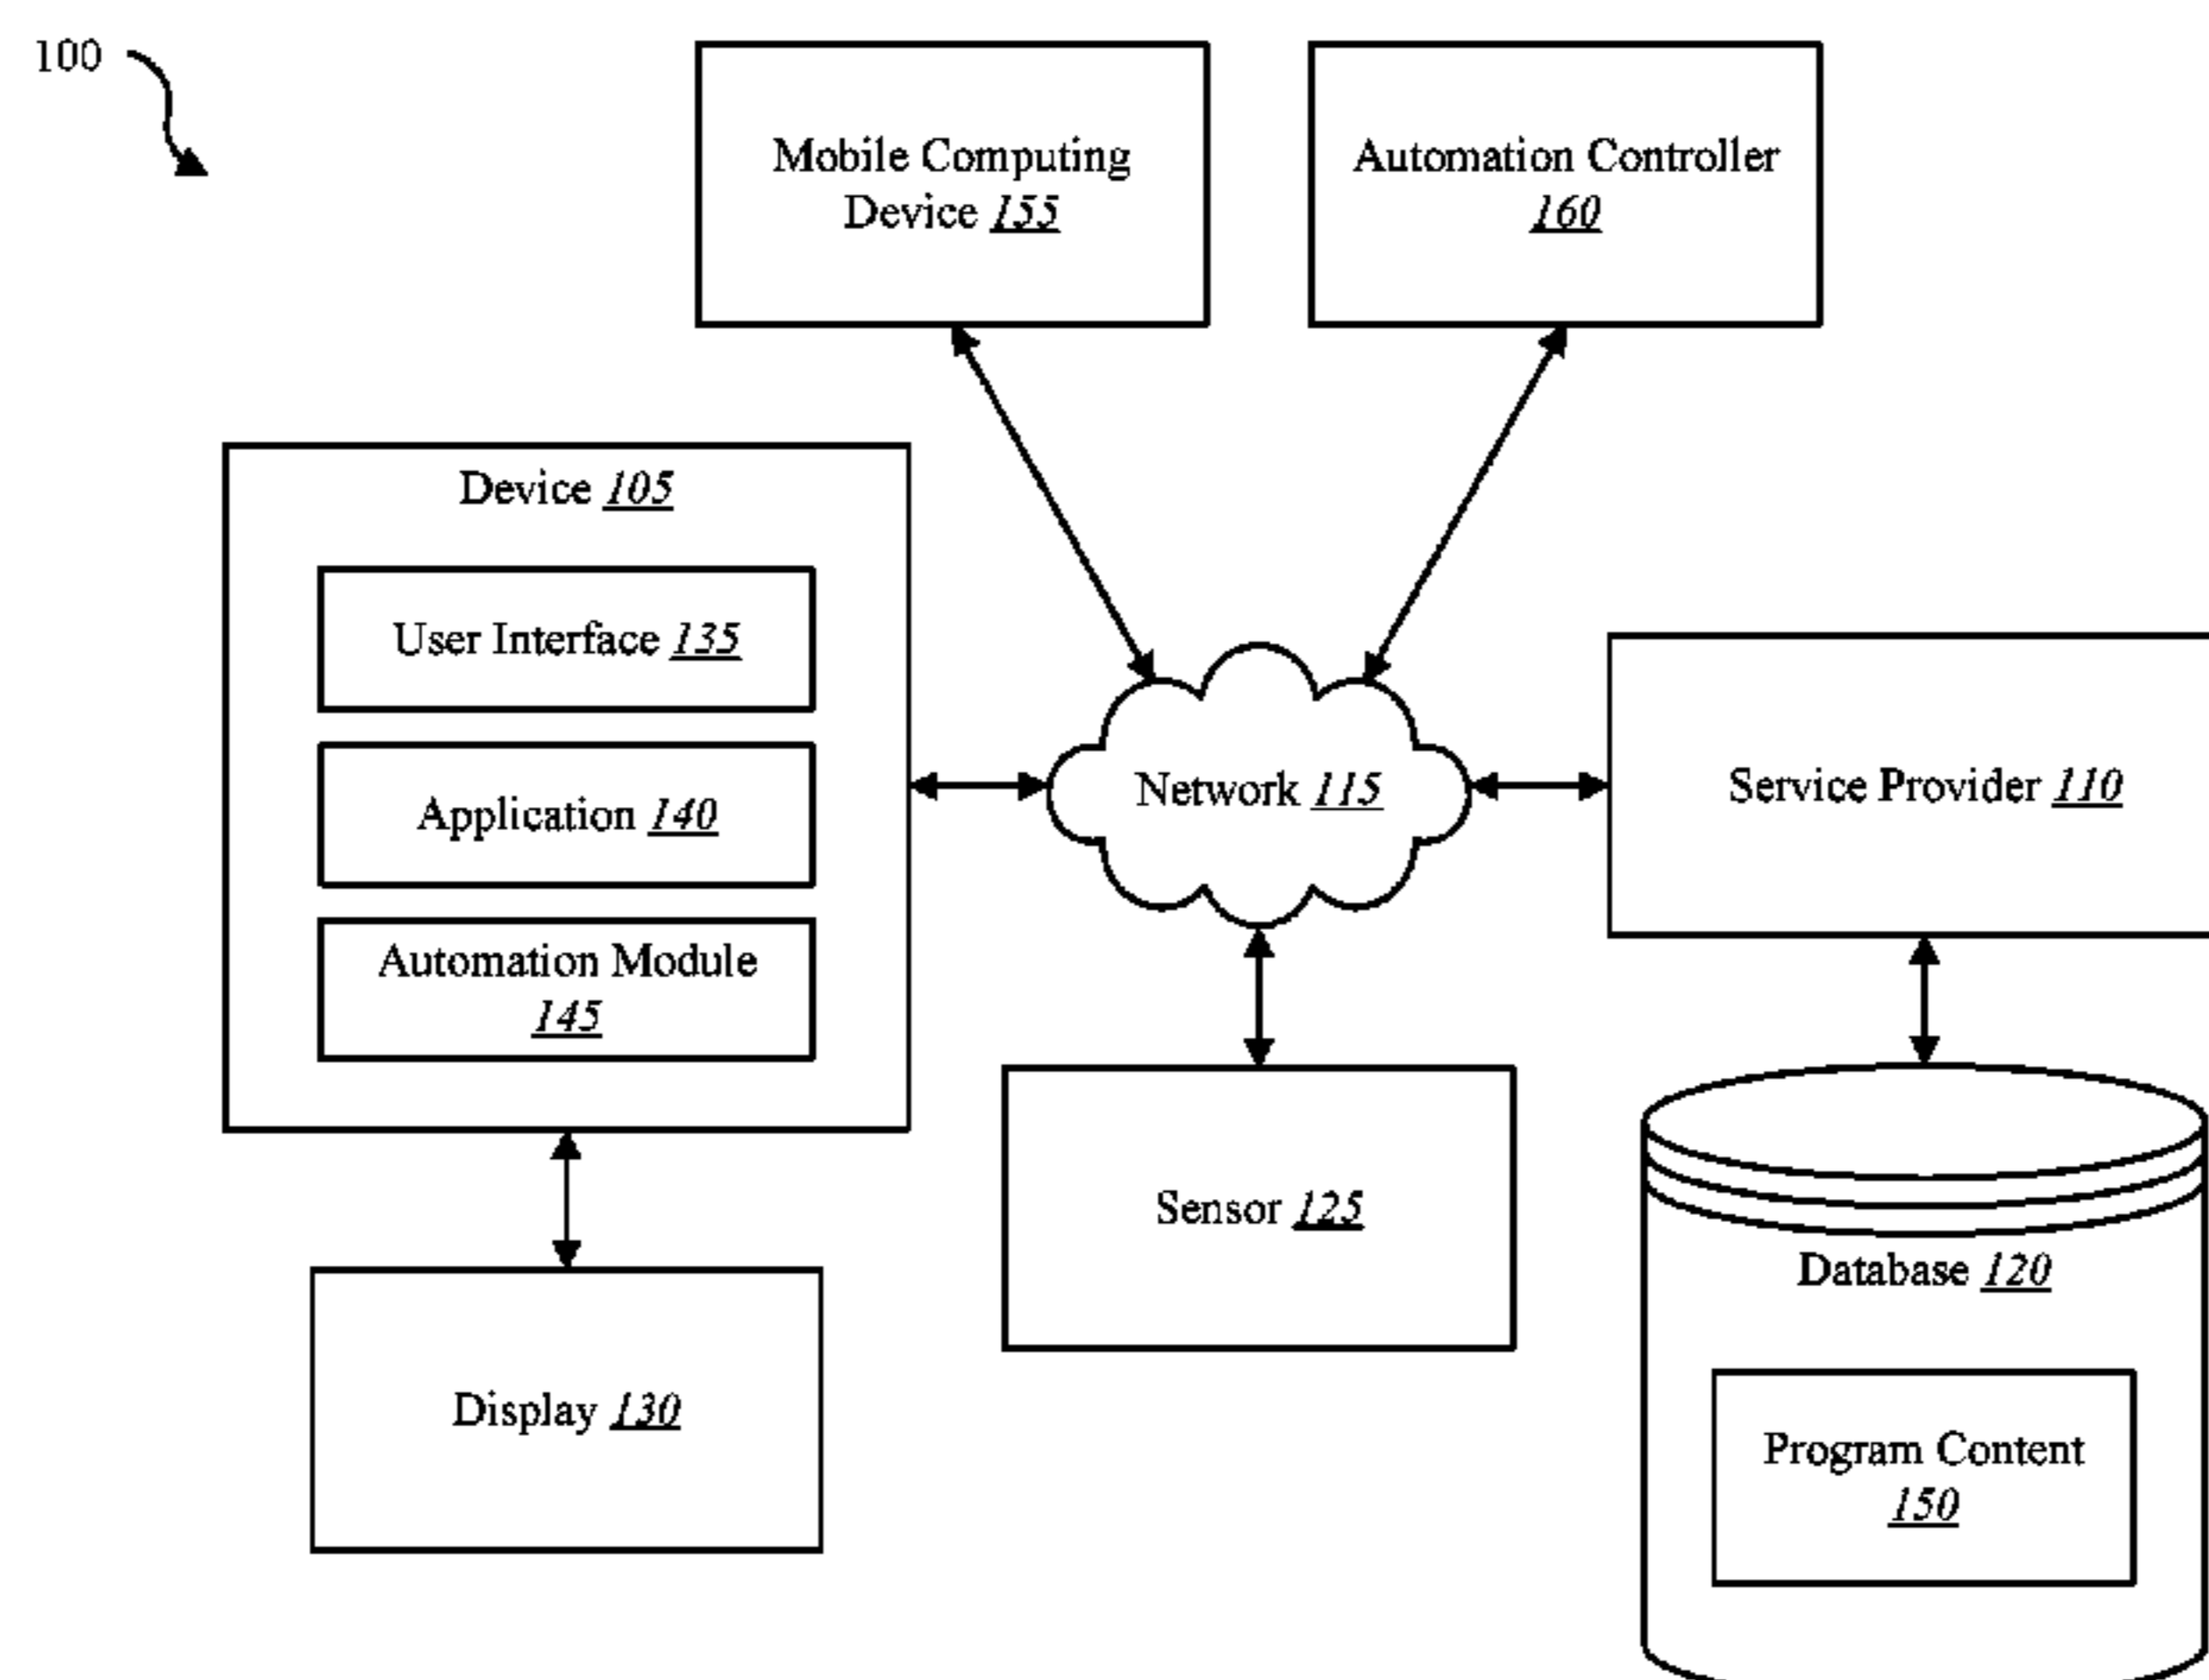 100
Mobile Computing
Device 155
Automation Controller
160
Device 105
User Interface 135
Application 140
Automation Module
145
Network 115
Service Provider 110
Sensor 125
Display 130
Database 120
Program Content
150